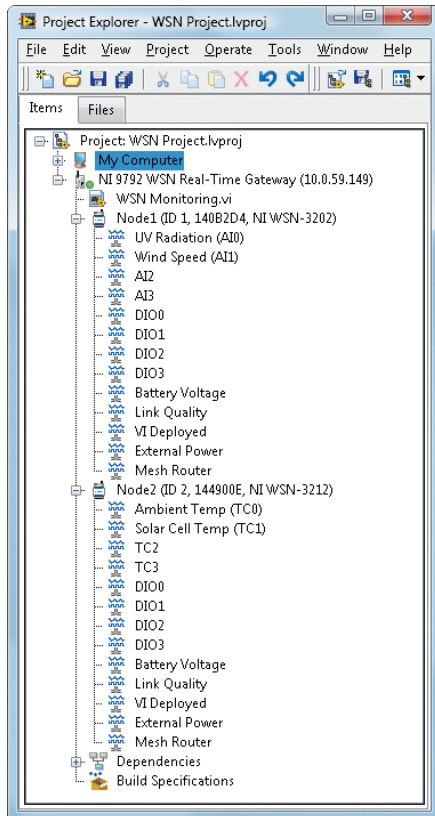 Project Explorer - WSN Project.lvproj
File Edit View Project Operate Tools Window Help
Items Files
Project: WSN Project.lvproj
My Computer
NI 9792 WSN Real-Time Gateway (10.0.59.149)
WSN Monitoring.vi
Node1 (ID 1, 140B2D4, NI WSN-3202)
UV Radiation (AI0)
Wind Speed (AI1)
AI2
AI3
DIO0
DIO1
DIO2
DIO3
Battery Voltage
Link Quality
VI Deployed
External Power
Mesh Router
Node2 (ID 2, 144900E, NI WSN-3212)
Ambient Temp (TC0)
Solar Cell Temp (TC1)
TC2
TC3
DIO0
DIO1
DIO2
DIO3
Battery Voltage
Link Quality
VI Deployed
External Power
Mesh Router
Dependencies
Build Specifications